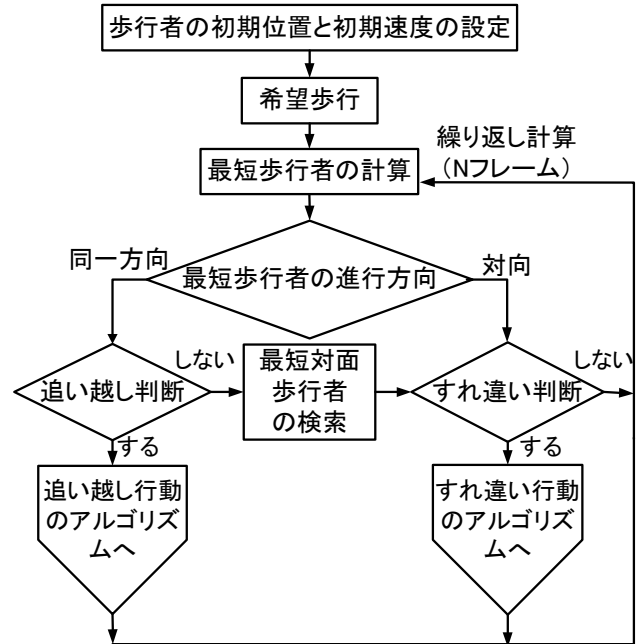 歩行者の初期位置と初期速度の設定
希望歩行
繰り返し計算
(Nフレーム)
最短歩行者の計算
同一方向
最短歩行者の進行方向
対向
しない
追い越し判断
最短対面
歩行者
の検索
しない
すれ違い判断
する
する
追い越し行動
のアルゴリズ
ムへ
すれ違い行動
のアルゴリズ
ムへ